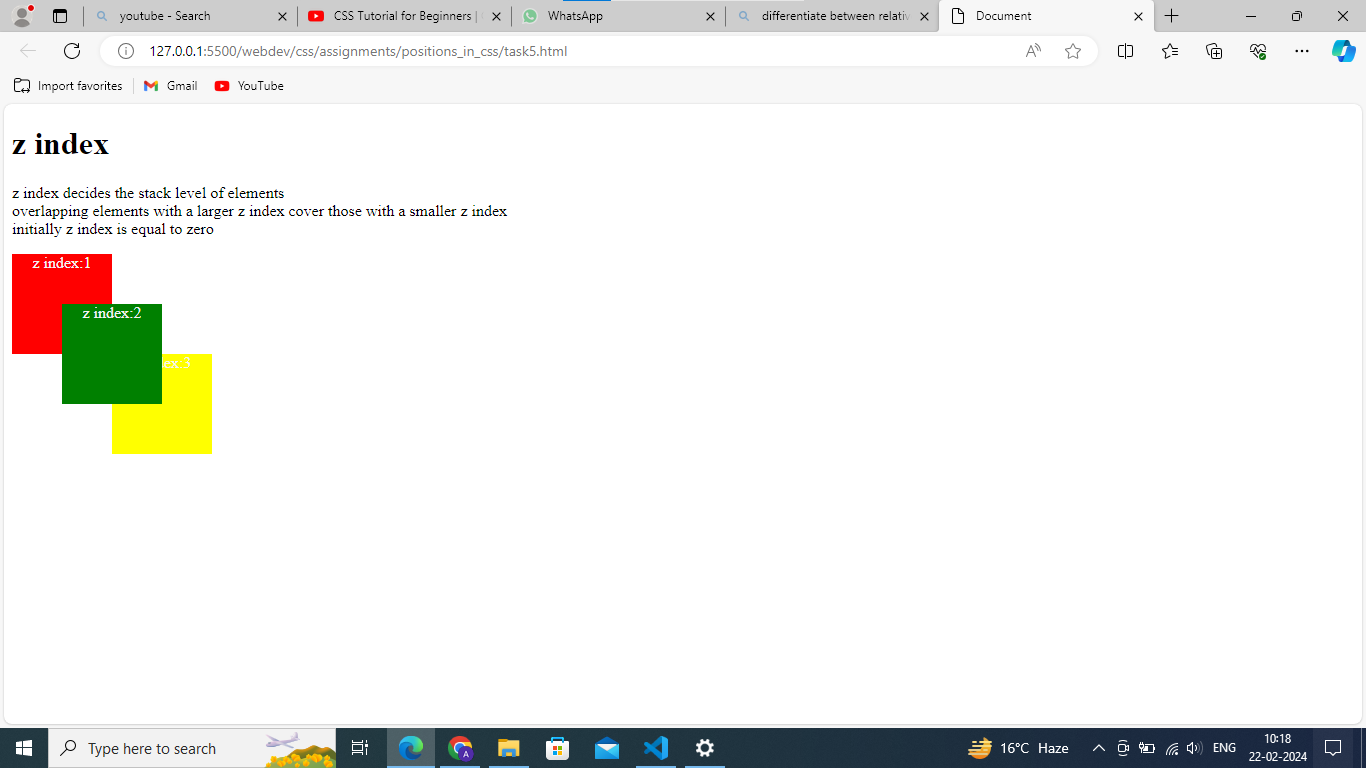 youtube - Search
CSS Tutorial for Beginners |
WhatsApp
differentiate between
Document
127.0.0.1:5500/webdev/css/assignments/positions_in_css/task5.html
Import favorites
Gmail
YouTube
z index
z index decides the stack level of elements
overlapping elements with a larger z index cover those with a smaller z index
initially z index is equal to zero
z index:1
z index:2
3
Type here to search
16°C Haze
ENG
10:18
22-02-2024